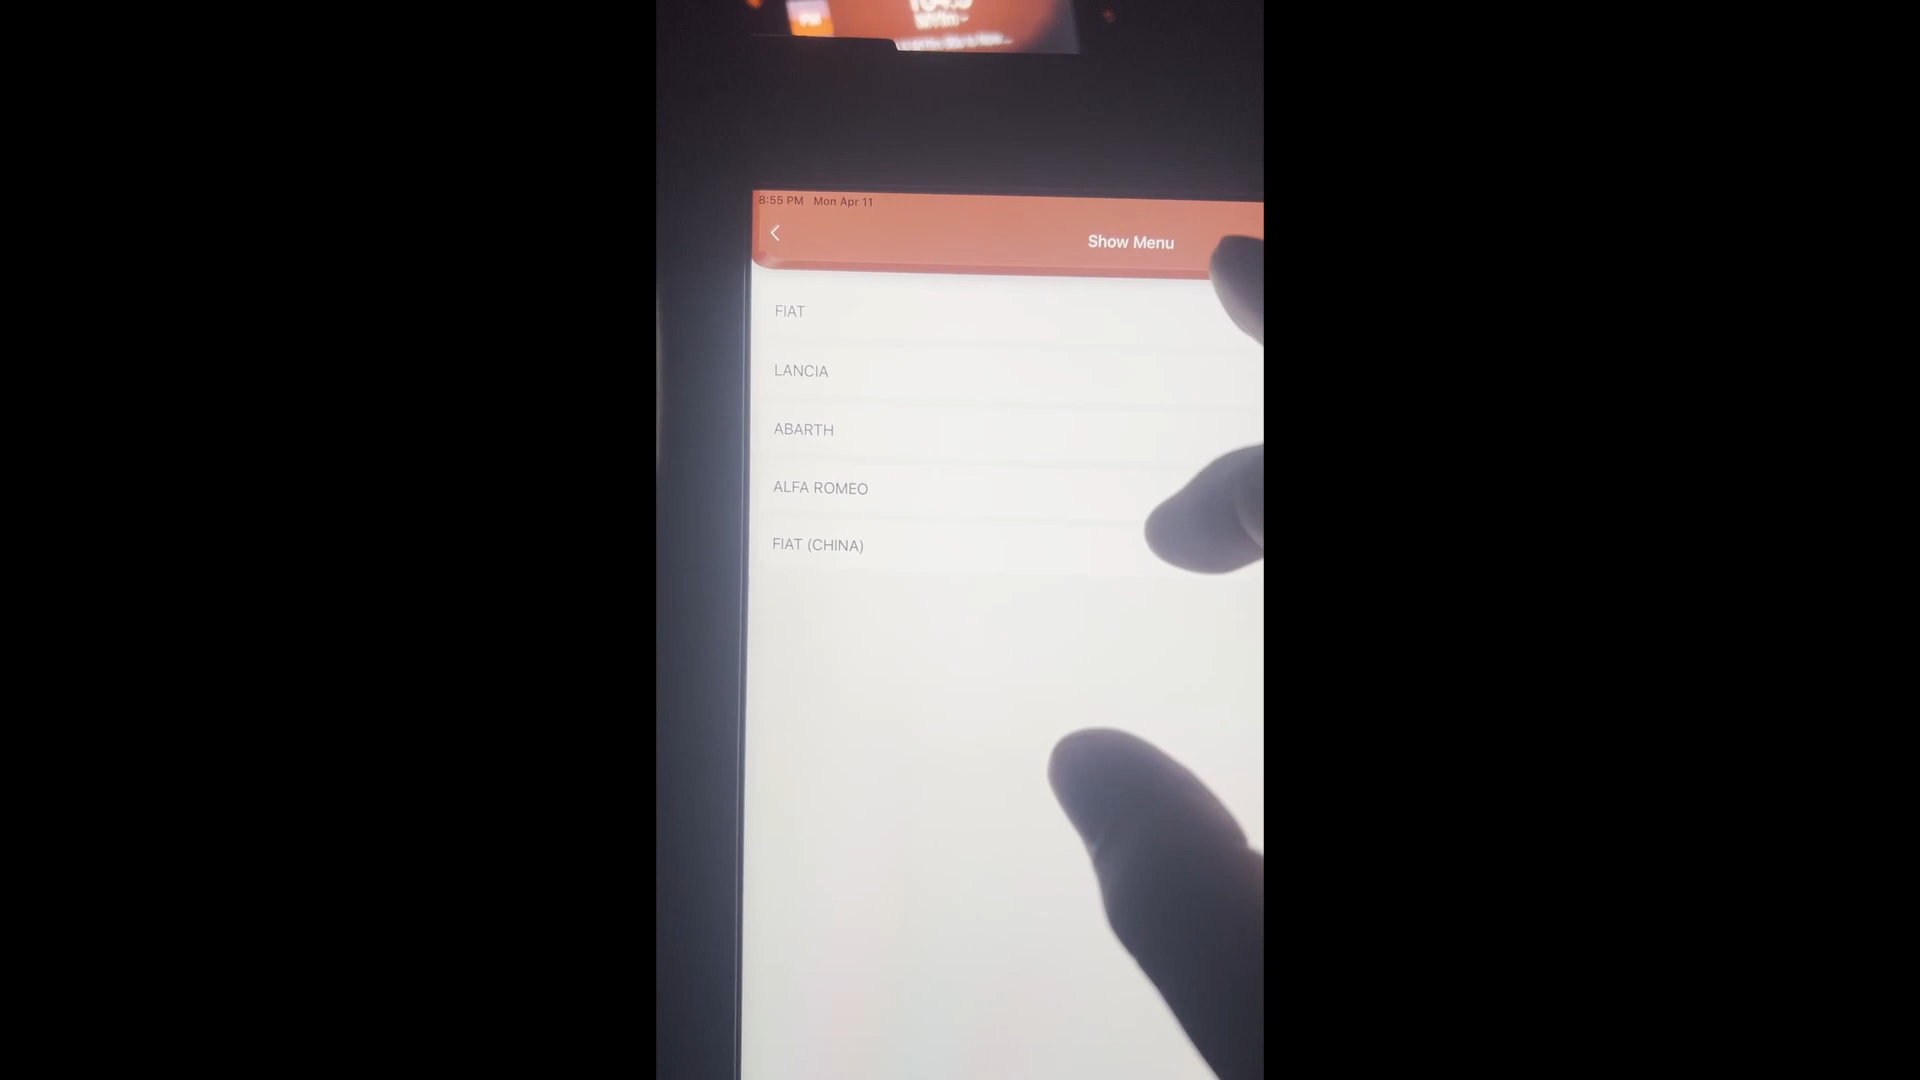 8:55 PM Mon Apr 11
Show Menu
FIAT
LANCIA
ABARTH
ALFA ROMEO
FIAT (CHINA)